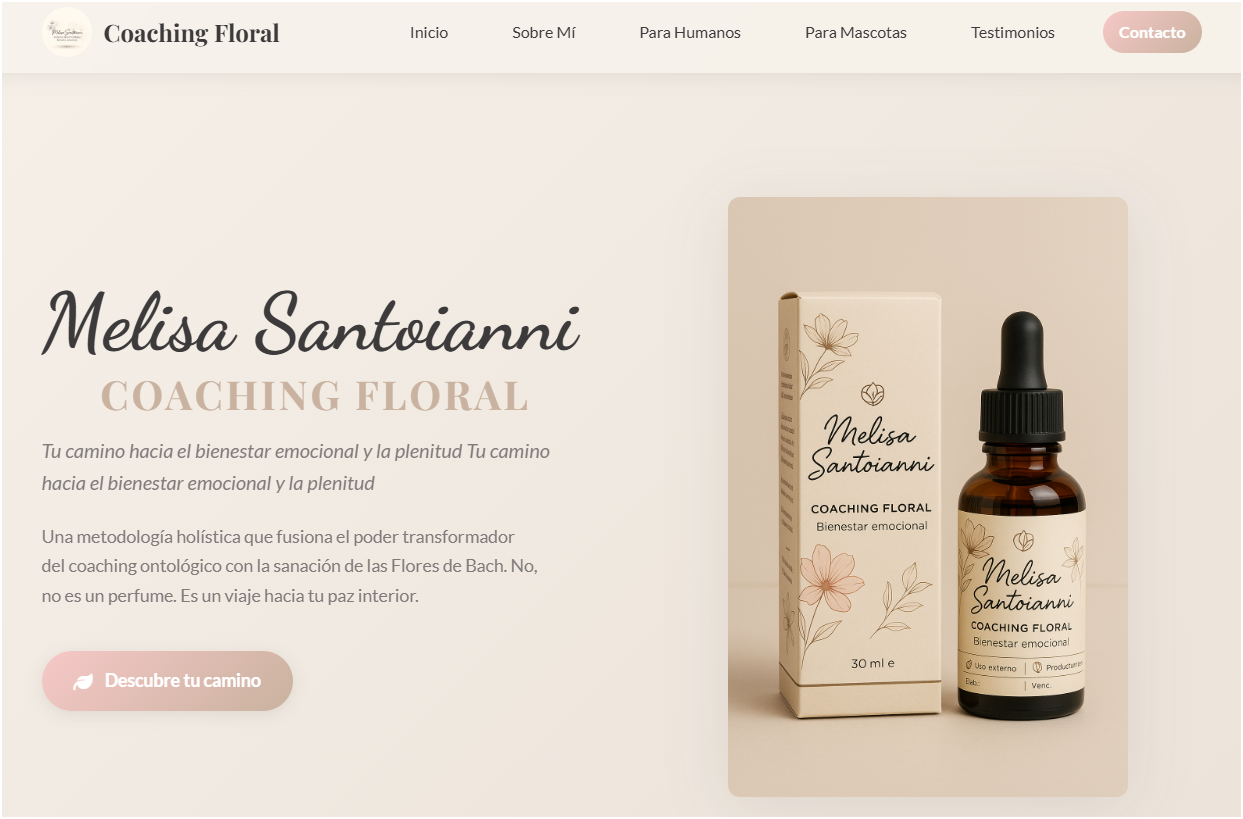 Coaching Floral
Inicio
Sobre Mí
Para Humanos
Para Mascotas
Testimonios
Contacto
Melisa Santoianni
COACHING FLORAL
Tu camino hacia el bienestar emocional y la plenitud Tu camino
hacia el bienestar emocional y la plenitud
Una metodología holística que fusiona el poder transformador
del coaching ontológico con la sanación de las Flores de Bach. No,
no es un perfume. Es un viaje hacia tu paz interior.
Descubre tu camino
Melisa
Santoianni
COACHING FLORAL
Bienestar emocional
30 ml e
Melisa
Santoianni
COACHING FLORAL
Bienestar emocional
Uso externo
Venc.